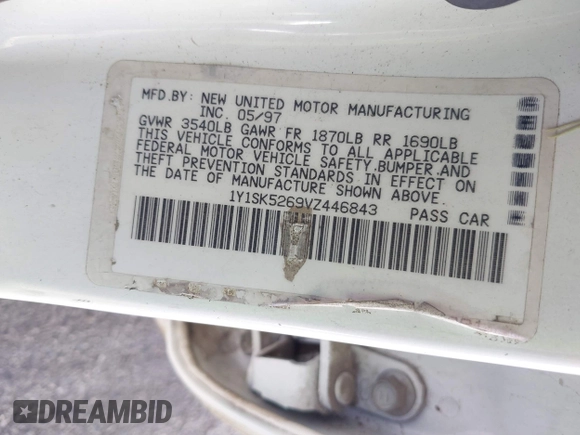 MFD.BY: NEW UNITED MOTOR MANUFACTURING
INC. 05/97
GVWR 3540LB GAWR FR 1870LB RR 1690LB
THIS VEHICLE CONFORMS TO ALL APPLICABLE
FEDERAL MOTOR VEHICLE SAFETY,BUMPER,AND
THEFT PREVENTION STANDARDS IN EFFECT ON
THE DATE OF MANUFACTURE SHOWN ABOVE.
1Y1SK5269VZ446843 PASS CAR
DREAMBID